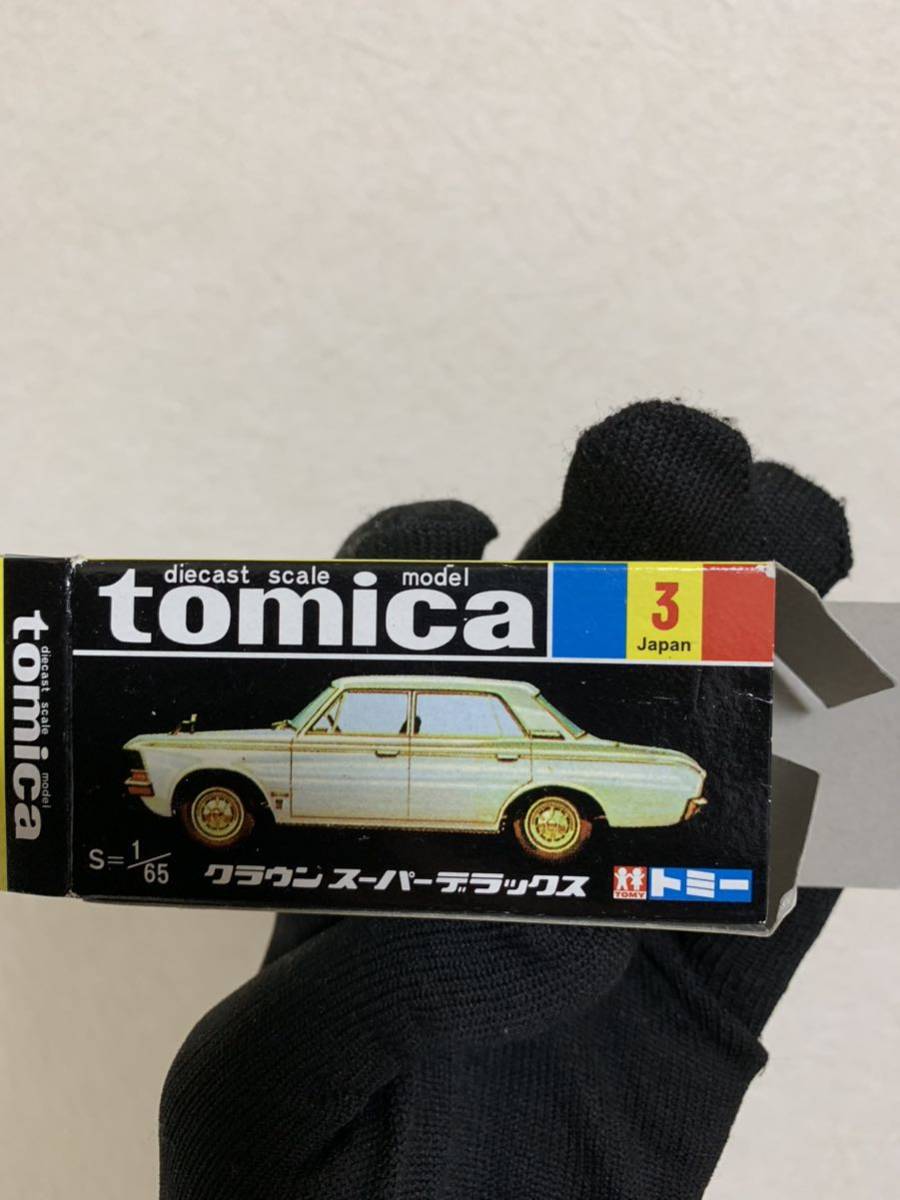 diecast scale model
tomica
3
Japan
S=1/65
クラウン スーパーデラックス
TOMY
トミー
diecast scale model
tomica